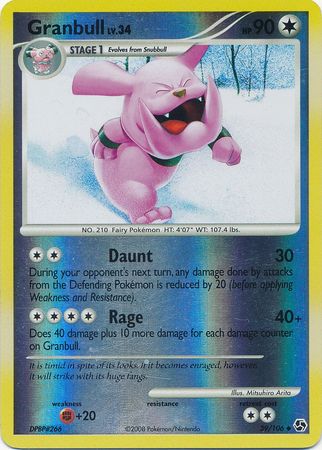 Granbull LV.34 HP 90
STAGE 1 Evolves from Snubbull
NO. 210 Fairy Pokémon HT: 4'07" WT: 107.4 lbs.
Daunt 30
During your opponent's next turn, any damage done by attacks
from the Defending Pokémon is reduced by 20 (before applying
Weakness and Resistance).
Rage 40+
Does 40 damage plus 10 more damage for each damage counter
on Granbull.
It is timid in spite of its looks. If it becomes enraged, however,
it will strike with its huge fangs.
Illus. Mitsuhiro Arita
weakness resistance retreat cost
+20
DPBP#266 ©2008 Pokémon/Nintendo 39/106